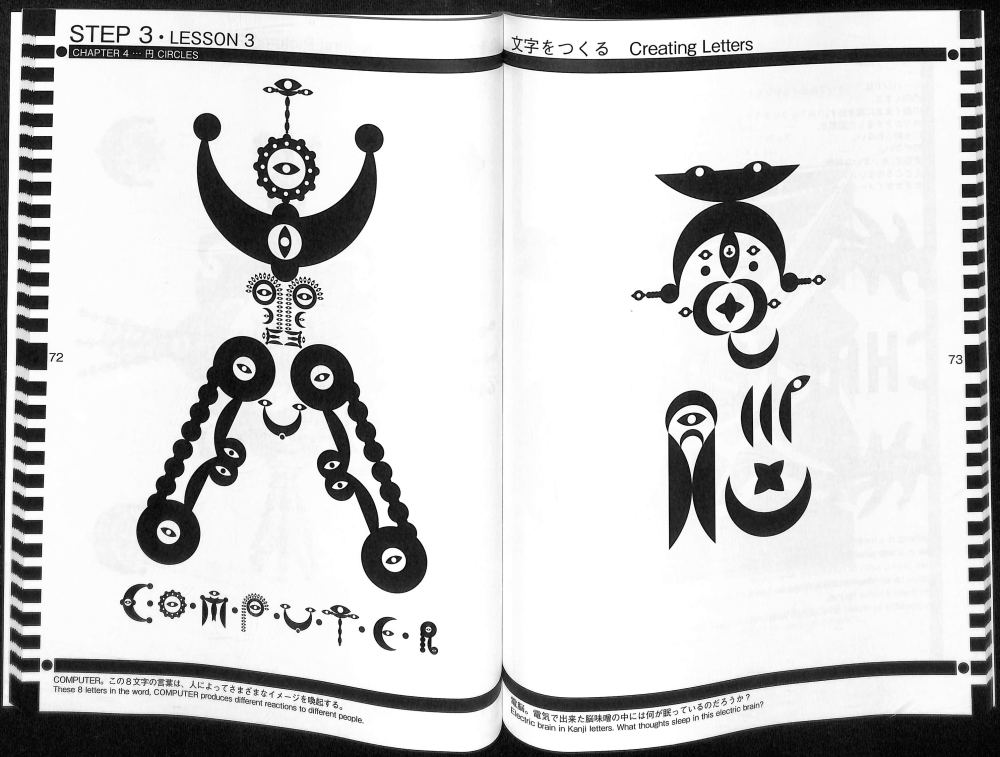 STEP 3・LESSON 3
CHAPTER 4 … 円 CIRCLES
文字をつくる Creating Letters
72
73
C・O・M・P・U・T・E・R
COMPUTER。この8文字の言葉は、人によってさまざまなイメージを喚起する。
These 8 letters in the word, COMPUTER produces different reactions to different people.
電脳
電脳。電気で出来た脳味噌の中には何が眠っているのだろうか？
Electric brain in Kanji letters. What thoughts sleep in this electric brain?